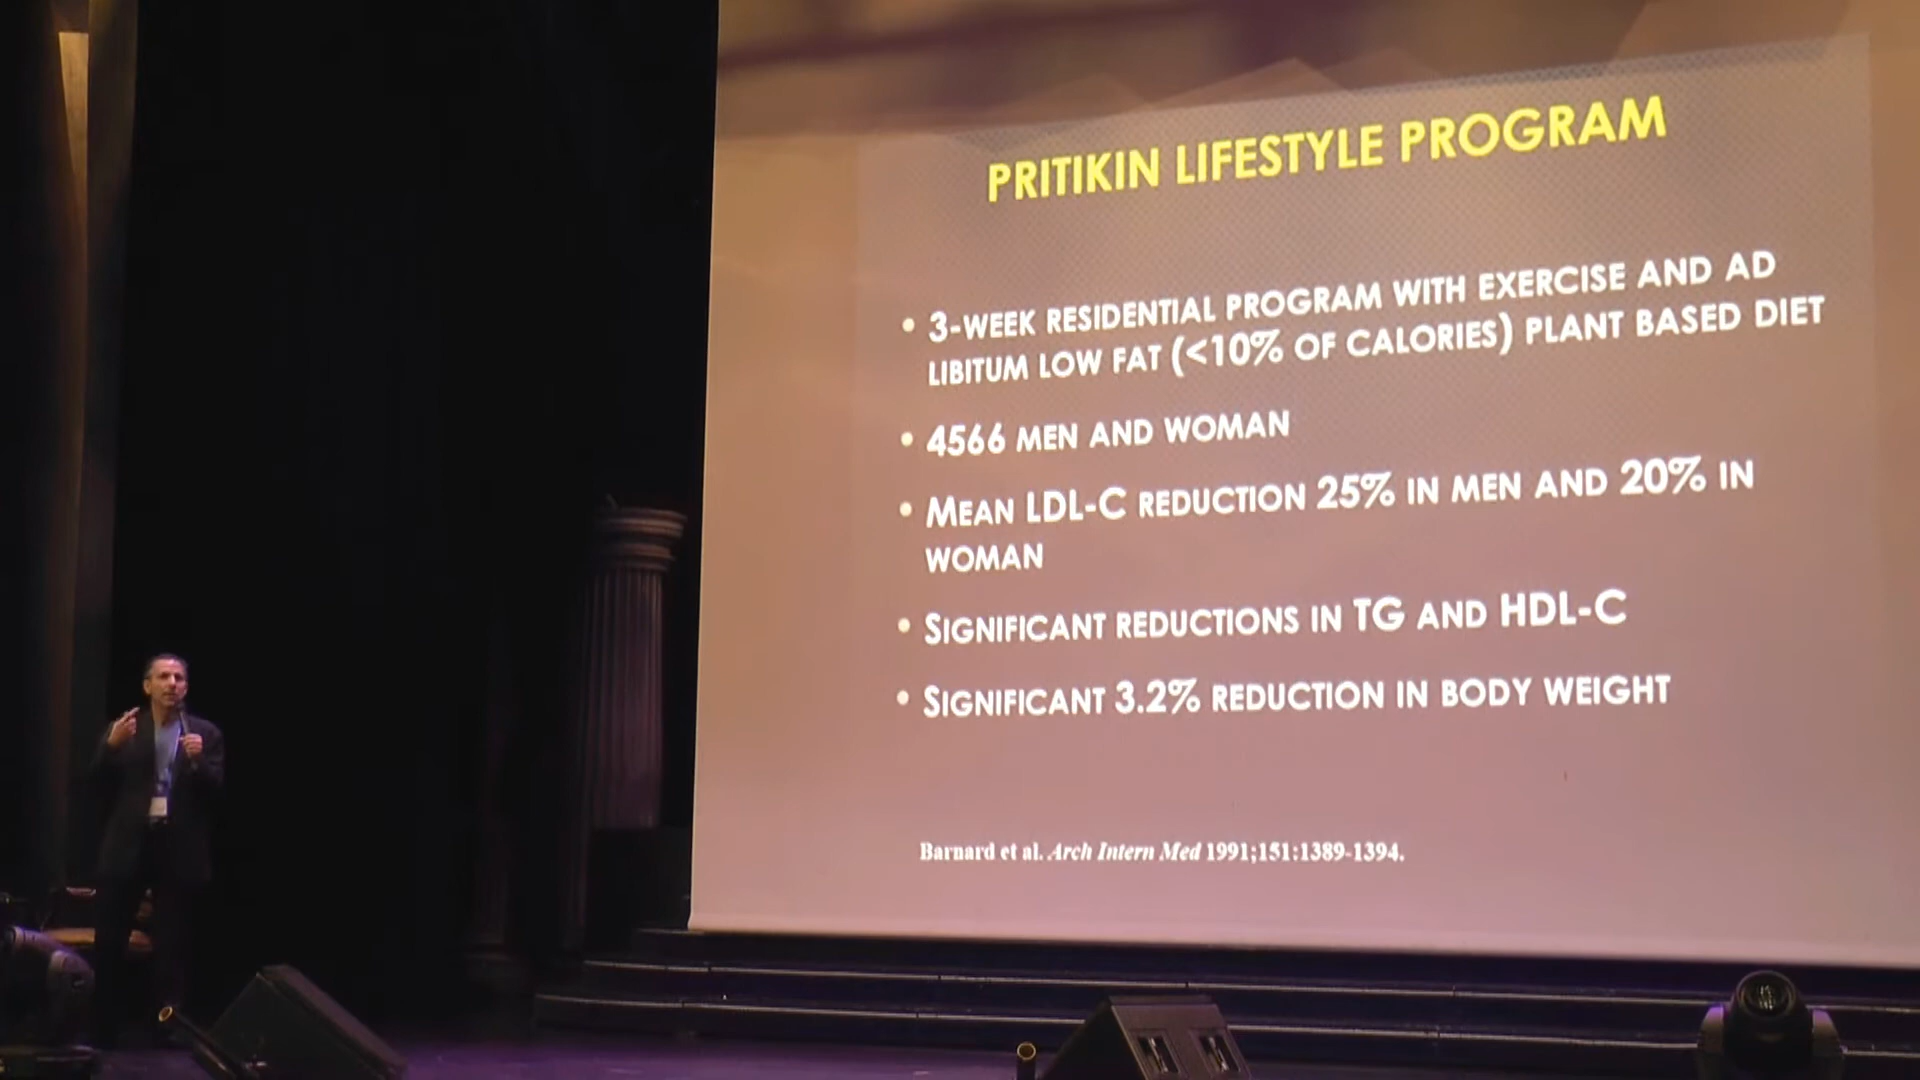 PRITIKIN LIFESTYLE PROGRAM
• 3-WEEK RESIDENTIAL PROGRAM WITH EXERCISE AND AD
LIBITUM LOW FAT (<10% OF CALORIES) PLANT BASED DIET
• 4566 MEN AND WOMAN
• MEAN LDL-C REDUCTION 25% IN MEN AND 20% IN
WOMAN
• SIGNIFICANT REDUCTIONS IN TG AND HDL-C
• SIGNIFICANT 3.2% REDUCTION IN BODY WEIGHT
Barnard et al. Arch Intern Med 1991;151:1389-1394.